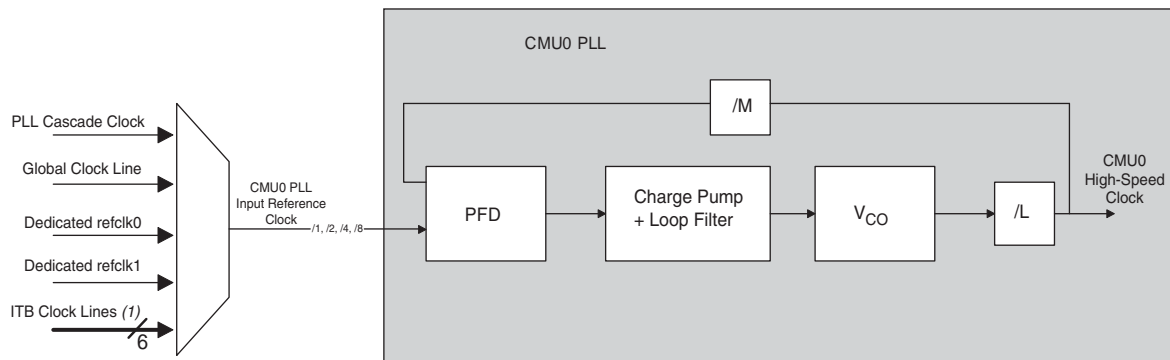 CMU0 PLL
/M
PLL Cascade Clock
Global Clock Line
Dedicated refclk0
Dedicated refclk1
ITB Clock Lines (1)
6
CMU0 PLL
Input Reference
Clock
/1, /2, /4, /8
PFD
Charge Pump
+ Loop Filter
VCO
/L
CMU0
High-Speed
Clock